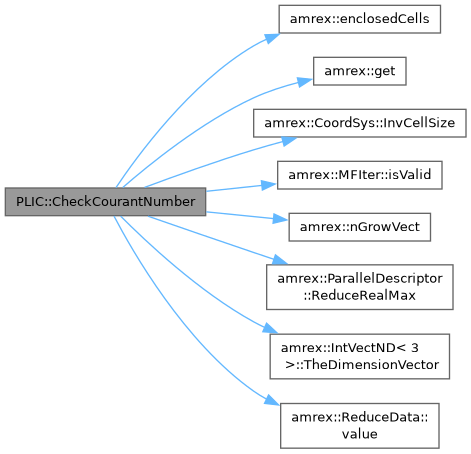 amrex::enclosedCells
amrex::get
amrex::CoordSys::InvCellSize
amrex::MFIter::isValid
PLIC::CheckCourantNumber
amrex::nGrowVect
amrex::ParallelDescriptor
::ReduceRealMax
amrex::IntVectND< 3
>::TheDimensionVector
amrex::ReduceData::
value